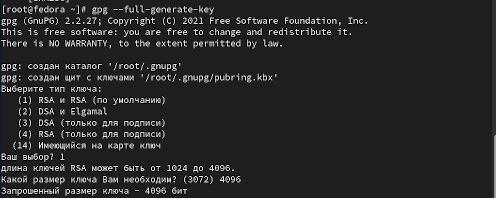 [root@fedora ~]# gpg --full-generate-key
gpg (GnuPG) 2.2.27; Copyright (C) 2021 Free Software Foundation, Inc.
This is free software: you are free to change and redistribute it.
There is NO WARRANTY, to the extent permitted by law.
gpg: создан каталог '/root/.gnupg'
gpg: создан щит с ключами '/root/.gnupg/pubring.kbx'
Выберите тип ключа:
(1) RSA и RSA (по умолчанию)
(2) DSA и Elgamal
(3) DSA (только для подписи)
(4) RSA (только для подписи)
(14) Имеющийся на карте ключ
Ваш выбор? 1
длина ключей RSA может быть от 1024 до 4096.
Какой размер ключа Вам необходим? (3072) 4096
Запрошенный размер ключа - 4096 бит